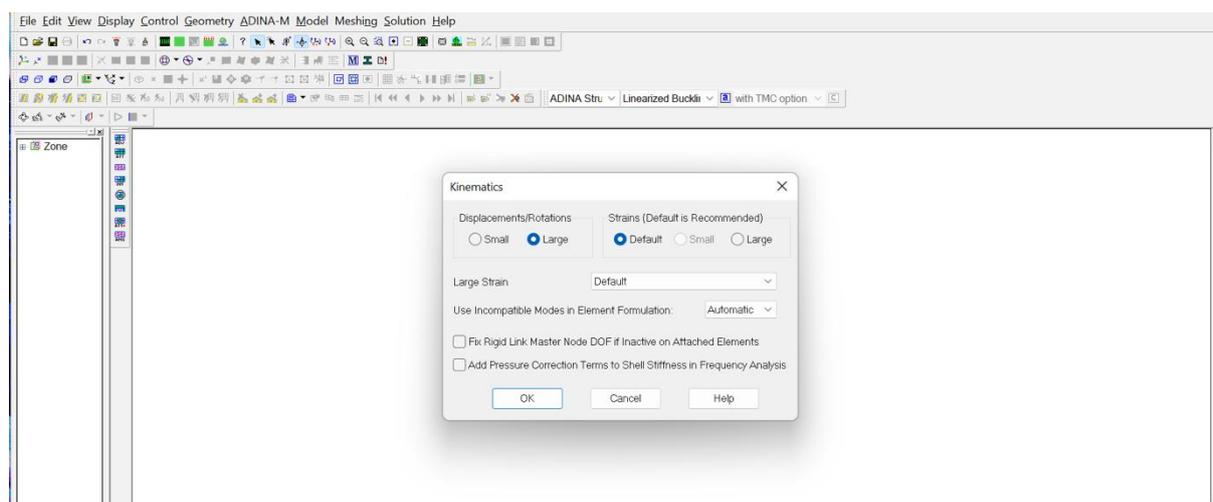 File Edit View Display Control Geometry ADINA-M Model Meshing Solution Help
ADINA Stru Linearized Bucklii with TMC option
Zone
Kinematics
Displacements/Rotations Strains (Default is Recommended)
Small Large Default Small Large
Large Strain Default
Use Incompatible Modes in Element Formulation: Automatic
Fix Rigid Link Master Node DOF if Inactive on Attached Elements
Add Pressure Correction Terms to Shell Stiffness in Frequency Analysis
OK Cancel Help